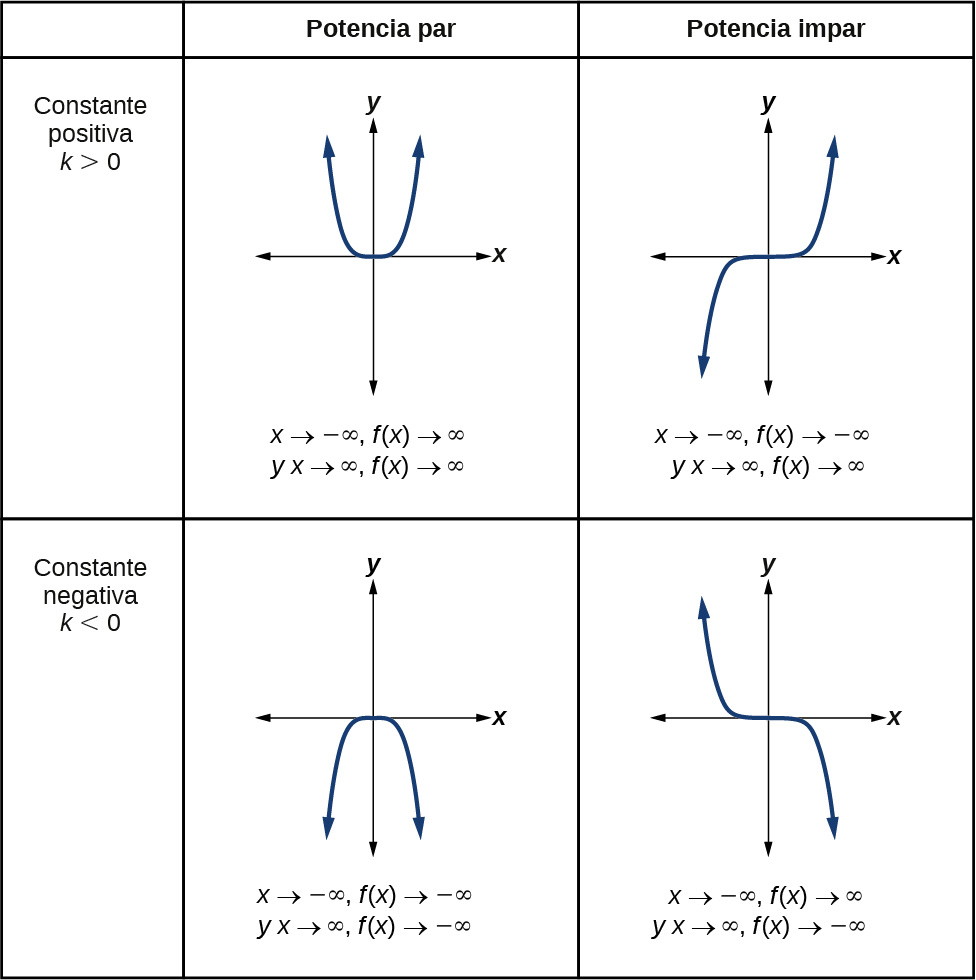 Potencia par
Potencia impar
Constante
positiva
k > 0
y
x
x → −∞, f(x) → ∞
y x → ∞, f(x) → ∞
y
x
x → −∞, f(x) → −∞
y x → ∞, f(x) → ∞
Constante
negativa
k < 0
y
x
x → −∞, f(x) → −∞
y x → ∞, f(x) → −∞
y
x
x → −∞, f(x) → ∞
y x → ∞, f(x) → −∞